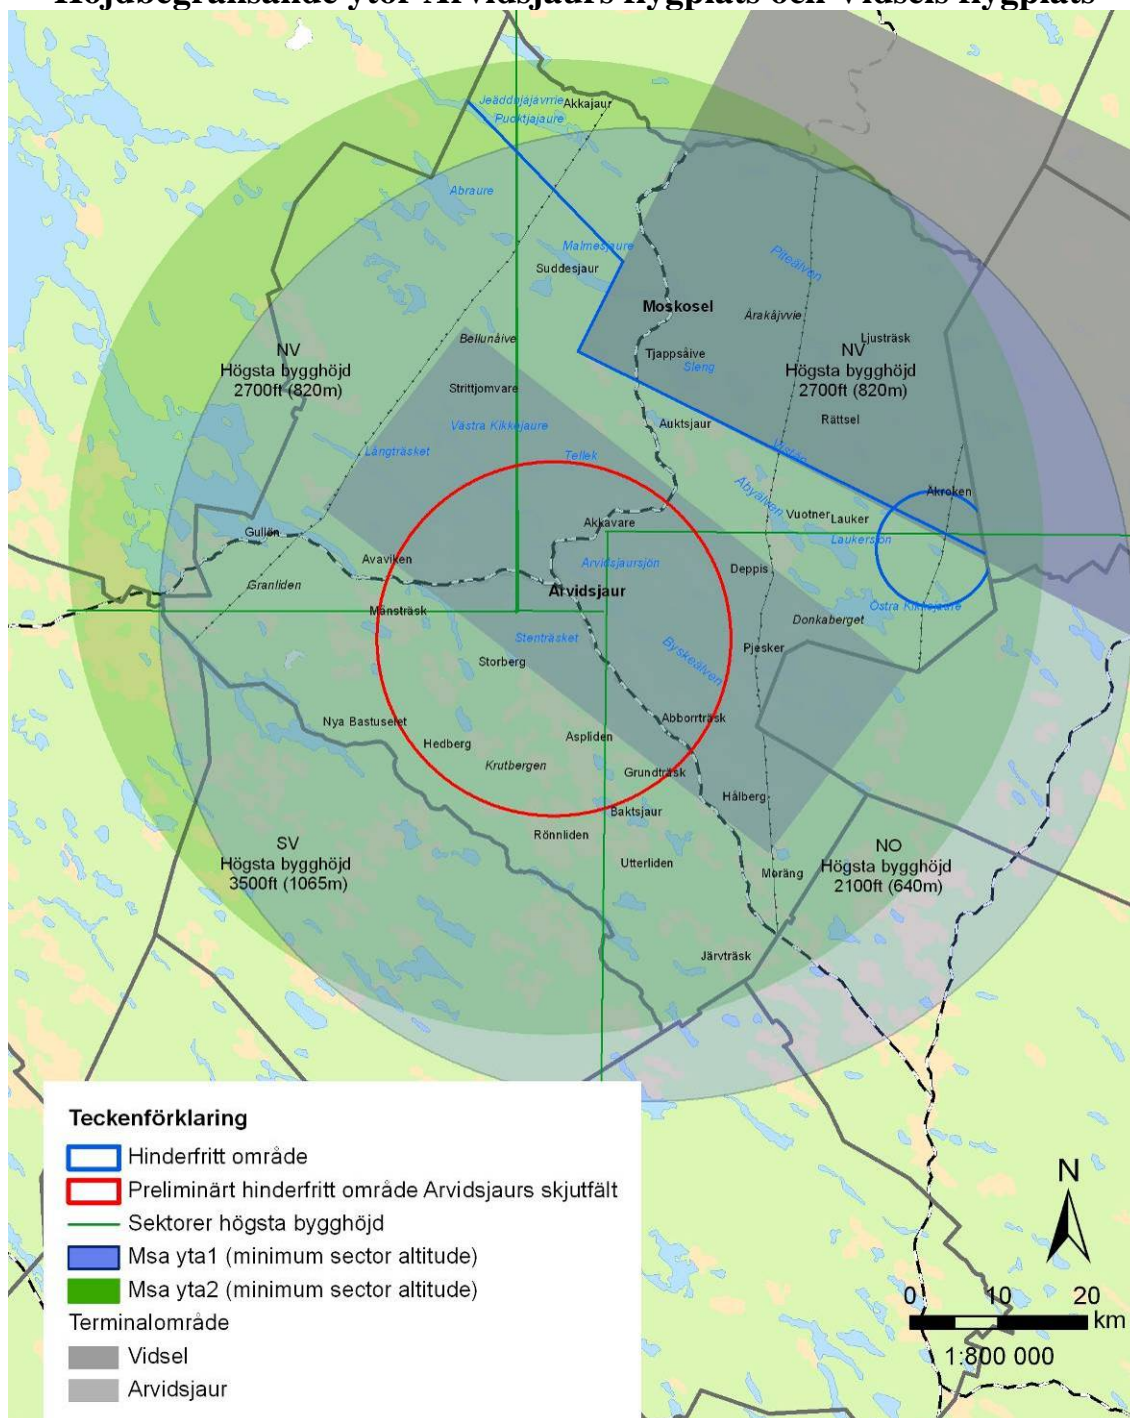 Höjdbegränsande ytor Arvidsjaurs flygplats och Vidsels flygplats
Jeäddnjajávrrie
Akkajaur
Puoktjajaure
Abraure
Malmesjaure
Suddesjaur
Piteälven
Moskosel
Årakåjvvie
Ljusträsk
Bellunåive
Tjappsåive
Sleng
NV
Högsta bygghöjd
2700ft (820m)
NV
Högsta bygghöjd
2700ft (820m)
Strittjomvare
Västra Kikkejaure
Auktsjaur
Rättsel
Långträsket
Tellek
Vistån
Åkroken
Abyälven
Akkavare
Vuotner
Lauker
Laukersjön
Gullön
Avaviken
Arvidsjaursjön
Deppis
Granliden
Arvidsjaur
Månsträsk
Östra Kikkejaure
Donkaberget
Stenträsket
Byskeälven
Pjesker
Storberg
Nya Bastuselet
Abborrträsk
Hedberg
Aspliden
Krutbergen
Grundträsk
Hålberg
Baktsjaur
Rönnliden
Utterliden
SV
Högsta bygghöjd
3500ft (1065m)
NO
Högsta bygghöjd
2100ft (640m)
Moräng
Järvträsk
Teckenförklaring
Hinderfritt område
Preliminärt hinderfritt område Arvidsjaurs skjutfält
Sektorer högsta bygghöjd
Msa yta1 (minimum sector altitude)
Msa yta2 (minimum sector altitude)
Terminalområde
Vidsel
Arvidsjaur
N
0 10 20
km
1:800 000